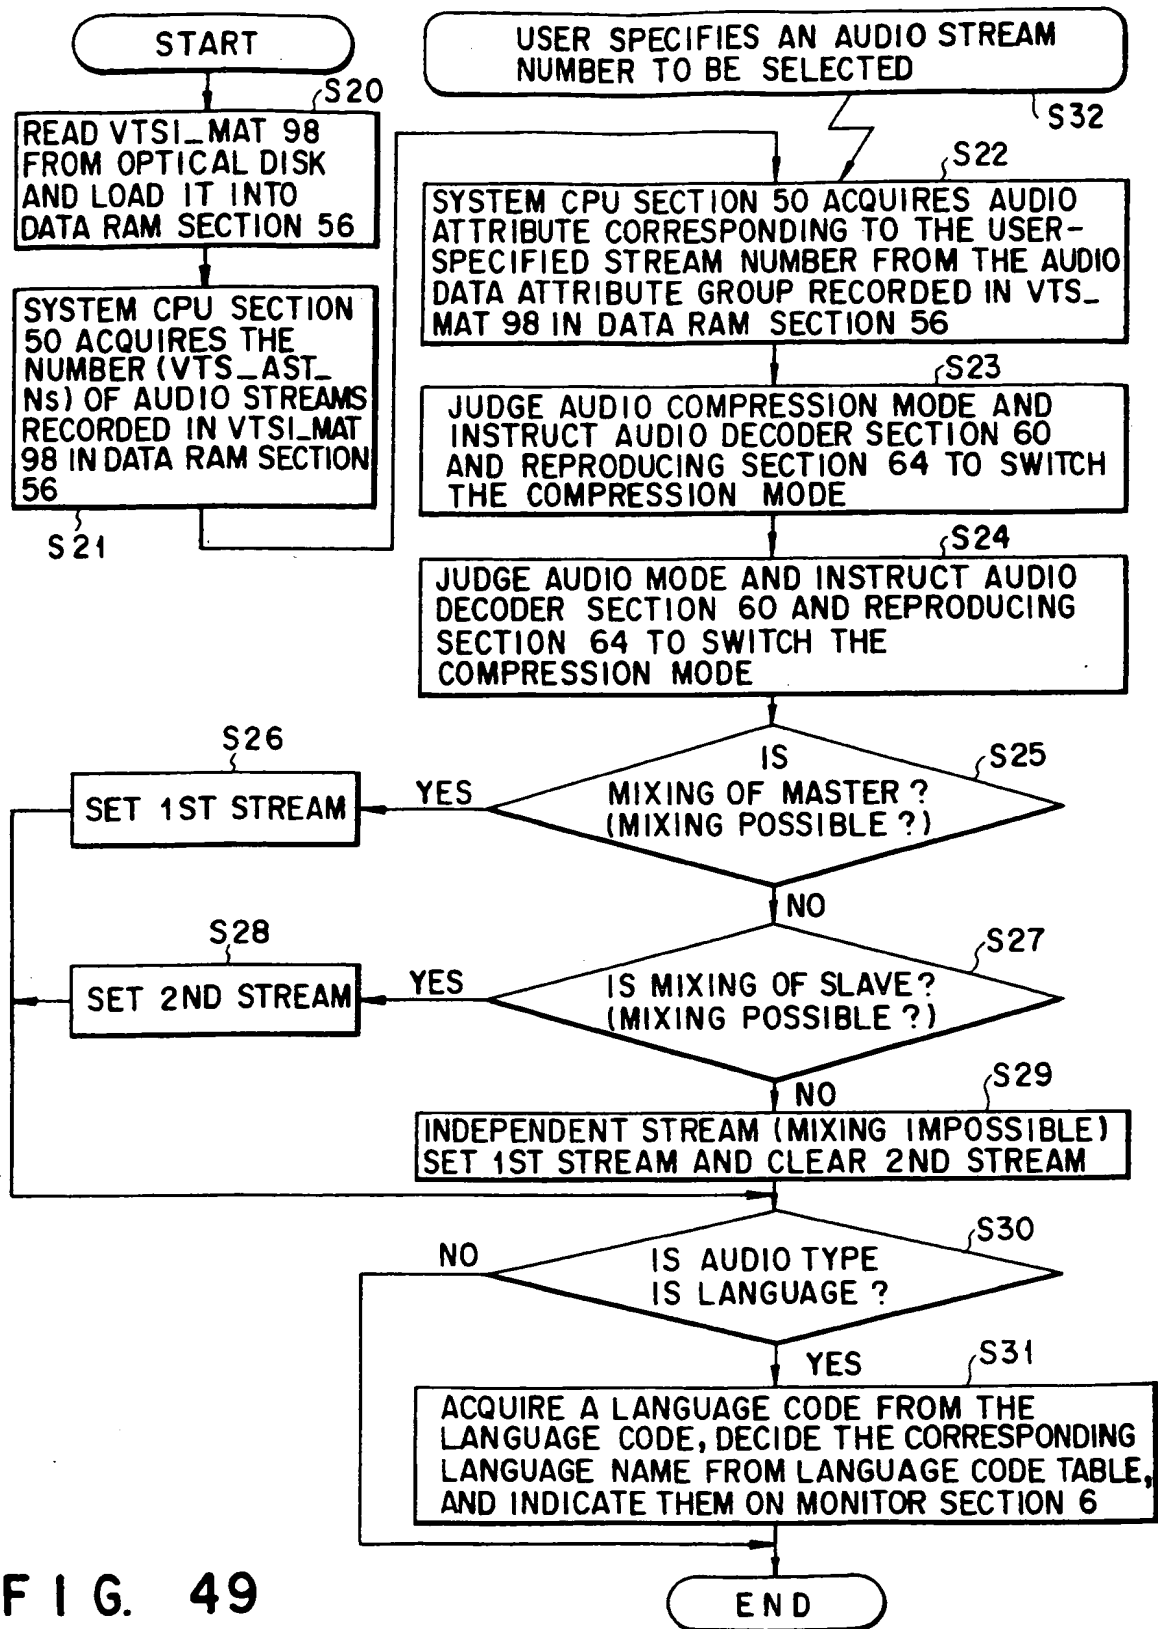 START
S20
READ VTSI_MAT 98
FROM OPTICAL DISK
AND LOAD IT INTO
DATA RAM SECTION 56
SYSTEM CPU SECTION
50 ACQUIRES THE
NUMBER (VTS_AST_
Ns) OF AUDIO STREAMS
RECORDED IN VTSI_MAT
98 IN DATA RAM SECTION
56
S21
USER SPECIFIES AN AUDIO STREAM
NUMBER TO BE SELECTED
S32
S22
SYSTEM CPU SECTION 50 ACQUIRES AUDIO
ATTRIBUTE CORRESPONDING TO THE USER-
SPECIFIED STREAM NUMBER FROM THE AUDIO
DATA ATTRIBUTE GROUP RECORDED IN VTS_
MAT 98 IN DATA RAM SECTION 56
S23
JUDGE AUDIO COMPRESSION MODE AND
INSTRUCT AUDIO DECODER SECTION 60
AND REPRODUCING SECTION 64 TO SWITCH
THE COMPRESSION MODE
S24
JUDGE AUDIO MODE AND INSTRUCT AUDIO
DECODER SECTION 60 AND REPRODUCING
SECTION 64 TO SWITCH THE
COMPRESSION MODE
S25
IS
MIXING OF MASTER?
(MIXING POSSIBLE?)
YES
S26
SET 1ST STREAM
NO
S27
IS MIXING OF SLAVE?
(MIXING POSSIBLE?)
YES
S28
SET 2ND STREAM
NO
S29
INDEPENDENT STREAM (MIXING IMPOSSIBLE)
SET 1ST STREAM AND CLEAR 2ND STREAM
S30
IS AUDIO TYPE
IS LANGUAGE?
NO
YES
S31
ACQUIRE A LANGUAGE CODE FROM THE
LANGUAGE CODE, DECIDE THE CORRESPONDING
LANGUAGE NAME FROM LANGUAGE CODE TABLE,
AND INDICATE THEM ON MONITOR SECTION 6
END
FIG. 49